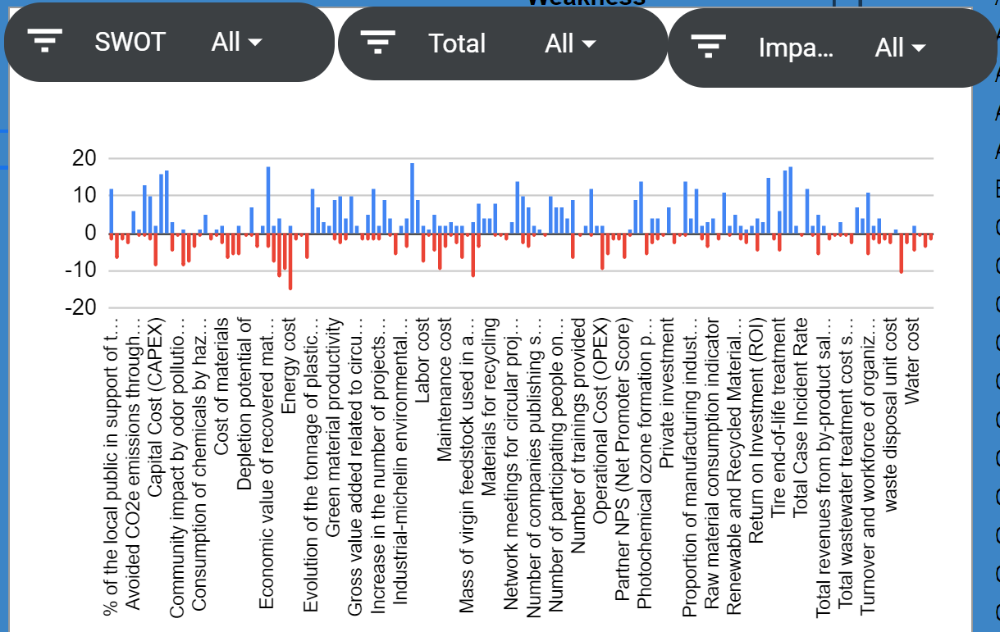 Weakness
SWOT All
Total All
Impa... All
20
10
0
-10
-20
% of the local public in support of t...
Avoided CO2e emissions through...
Capital Cost (CAPEX)
Community impact by odor pollutio...
Consumption of chemicals by haz...
Cost of materials
Depletion potential of
Economic value of recovered mat...
Energy cost
Evolution of the tonnage of plastic...
Green material productivity
Gross value added related to circu...
Increase in the number of projects...
Industrial-michelin environmental...
Labor cost
Maintenance cost
Mass of virgin feedstock used in a...
Materials for recycling
Network meetings for circular proj...
Number of companies publishing s...
Number of participating people on...
Number of trainings provided
Operational Cost (OPEX)
Partner NPS (Net Promoter Score)
Photochemical ozone formation p...
Private investment
Proportion of manufacturing indust...
Raw material consumption indicator
Renewable and Recycled Material...
Return on Investment (ROI)
Tire end-of-life treatment
Total Case Incident Rate
Total revenues from by-product sal...
Total wastewater treatment cost s...
Turnover and workforce of organiz...
waste disposal unit cost
Water cost